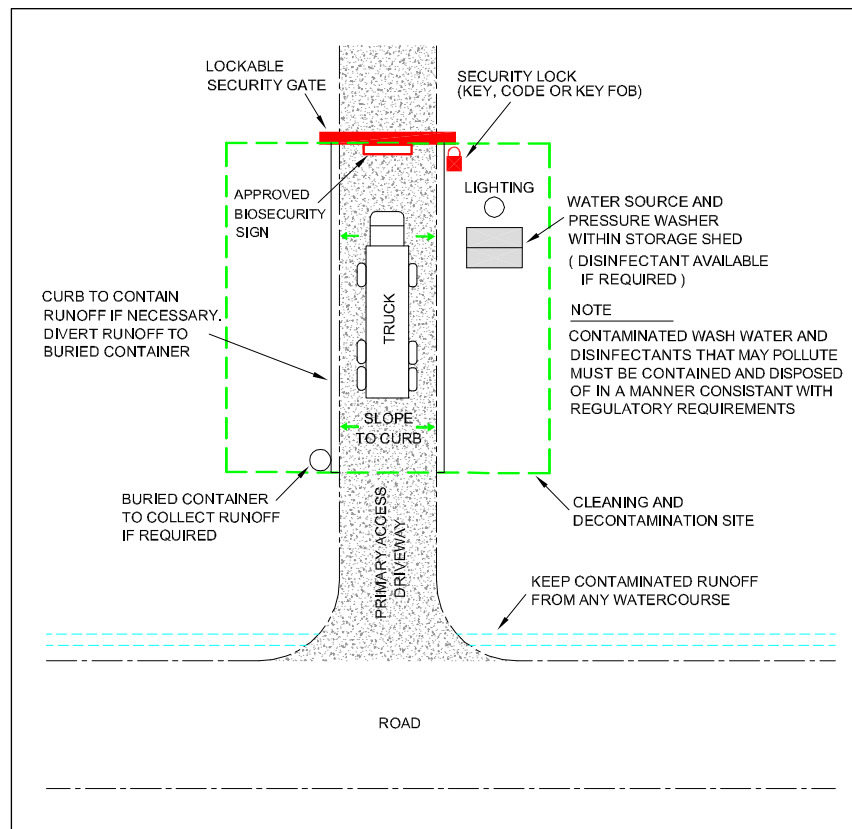 LOCKABLE
SECURITY GATE
SECURITY LOCK
(KEY, CODE OR KEY FOB)
APPROVED
BIOSECURITY
SIGN
LIGHTING
WATER SOURCE AND
PRESSURE WASHER
WITHIN STORAGE SHED
( DISINFECTANT AVAILABLE
IF REQUIRED )
CURB TO CONTAIN
RUNOFF IF NECESSARY.
DIVERT RUNOFF TO
BURIED CONTAINER
TRUCK
NOTE
CONTAMINATED WASH WATER AND
DISINFECTANTS THAT MAY POLLUTE
MUST BE CONTAINED AND DISPOSED
OF IN A MANNER CONSISTANT WITH
REGULATORY REQUIREMENTS
SLOPE
TO CURB
BURIED CONTAINER
TO COLLECT RUNOFF
IF REQUIRED
CLEANING AND
DECONTAMINATION SITE
PRIMARY ACCESS
DRIVEWAY
KEEP CONTAMINATED RUNOFF
FROM ANY WATERCOURSE
ROAD